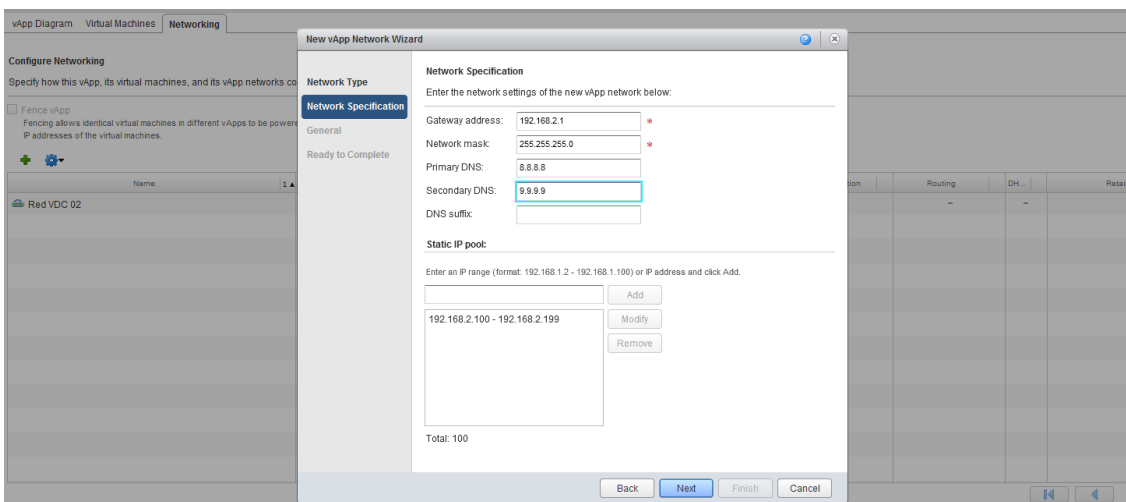 vApp Diagram Virtual Machines Networking
Configure Networking
Specify how this vApp, its virtual machines, and its vApp networks co
Fence vApp
Fencing allows identical virtual machines in different vApps to be powere
IP addresses of the virtual machines.
Name 1 ▲
Red VDC 02
New vApp Network Wizard
Network Type
Network Specification
General
Ready to Complete
Network Specification
Enter the network settings of the new vApp network below:
Gateway address: 192.168.2.1 *
Network mask: 255.255.255.0 *
Primary DNS: 8.8.8.8
Secondary DNS: 9.9.9.9
DNS suffix:
Static IP pool:
Enter an IP range (format: 192.168.1.2 - 192.168.1.100) or IP address and click Add.
Add
192.168.2.100 - 192.168.2.199
Modify
Remove
Total: 100
Back Next Finish Cancel
tion Routing DH... Retai
– –